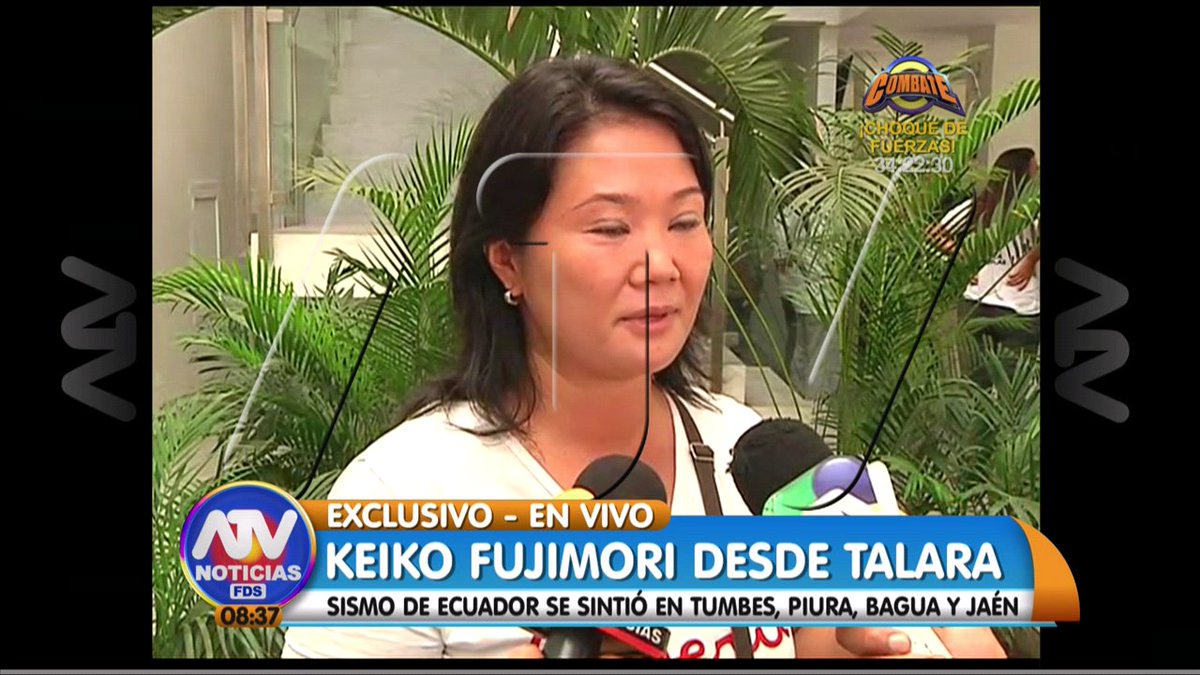 COMBATE
¡CHOQUE DE
FUERZAS!
34:22:30
EXCLUSIVO - EN VIVO
ATV
NOTICIAS
FDS
08:37
KEIKO FUJIMORI DESDE TALARA
SISMO DE ECUADOR SE SINTIÓ EN TUMBES, PIURA, BAGUA Y JAÉN